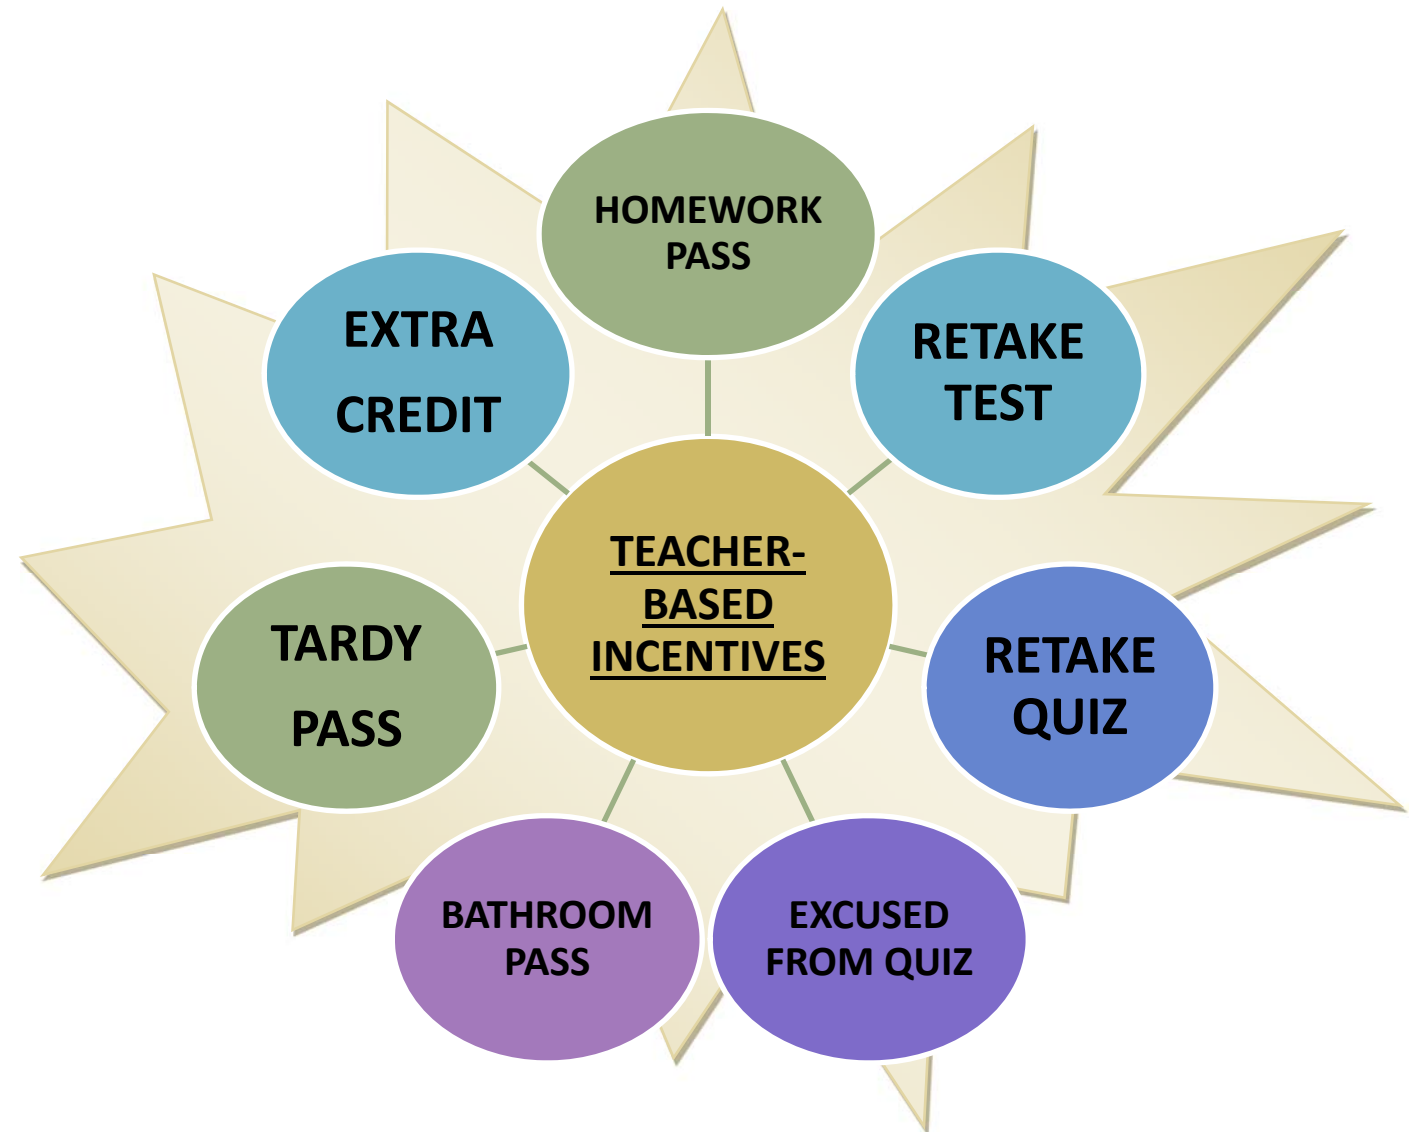 HOMEWORK
PASS
EXTRA
CREDIT
RETAKE
TEST
TEACHER-
BASED
INCENTIVES
TARDY
PASS
RETAKE
QUIZ
BATHROOM
PASS
EXCUSED
FROM QUIZ